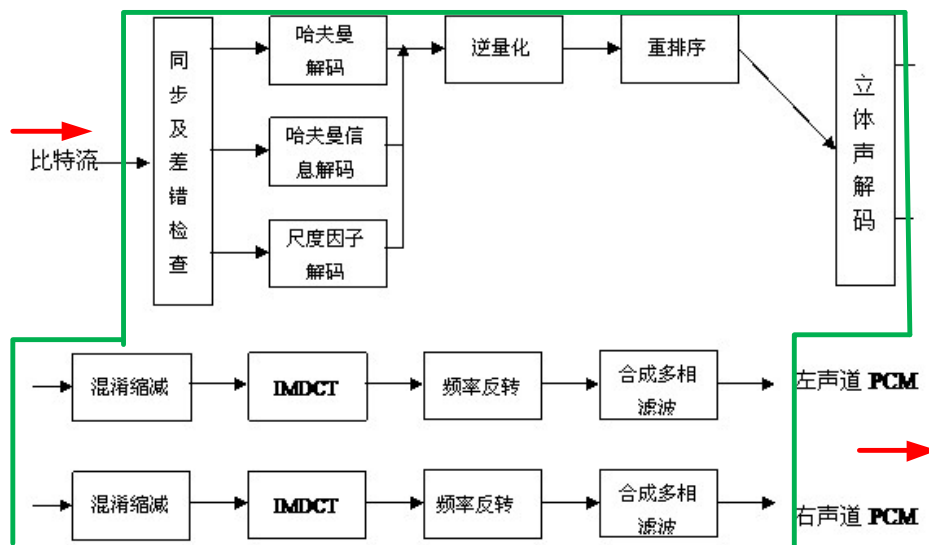 同
步
及
差
错
检
查
哈夫曼
解码
逆量化
重排序
立
体
声
解
码
比特流
哈夫曼信
息解码
尺度因子
解码
混淆缩减
IMDCT
频率反转
合成多相
滤波
左声道 PCM
混淆缩减
IMDCT
频率反转
合成多相
滤波
右声道 PCM